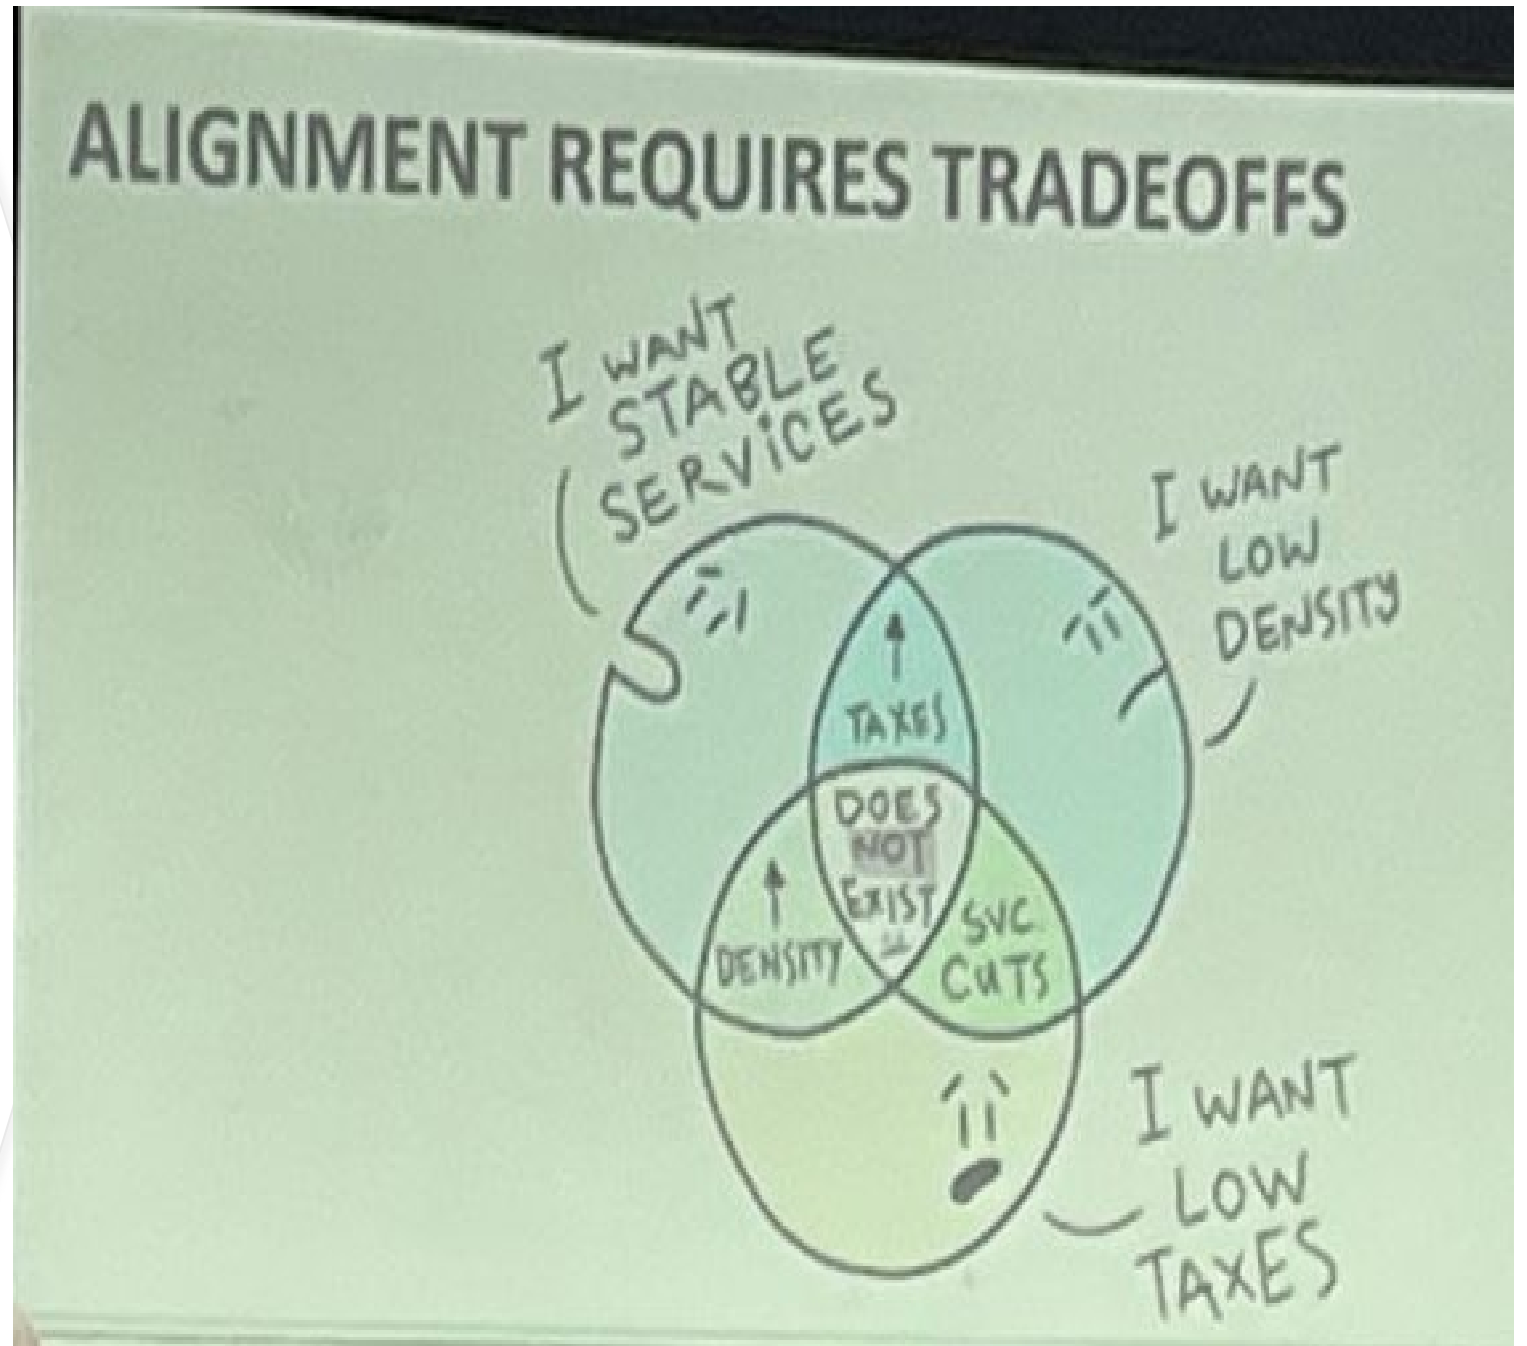 ALIGNMENT REQUIRES TRADEOFFS
I WANT
STABLE
SERVICES
I WANT
LOW
DENSITY
↑
TAXES
DOES
NOT
EXIST
↑
DENSITY
SVC
CUTS
I WANT
LOW
TAXES